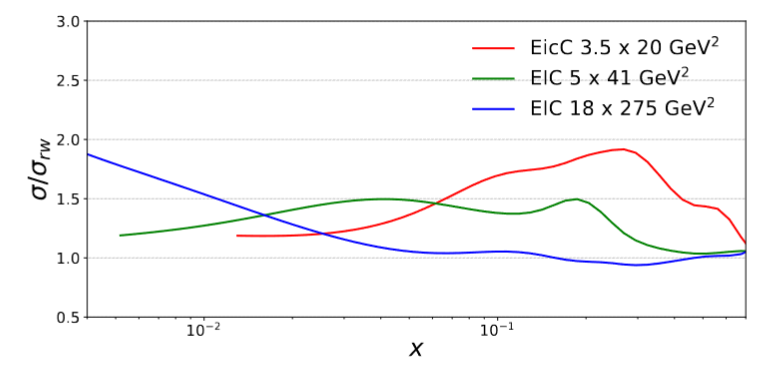 3.0
2.5
2.0
1.5
1.0
0.5
σ/σ_rw
EicC 3.5 x 20 GeV²
EIC 5 x 41 GeV²
EIC 18 x 275 GeV²
10⁻² 10⁻¹
x